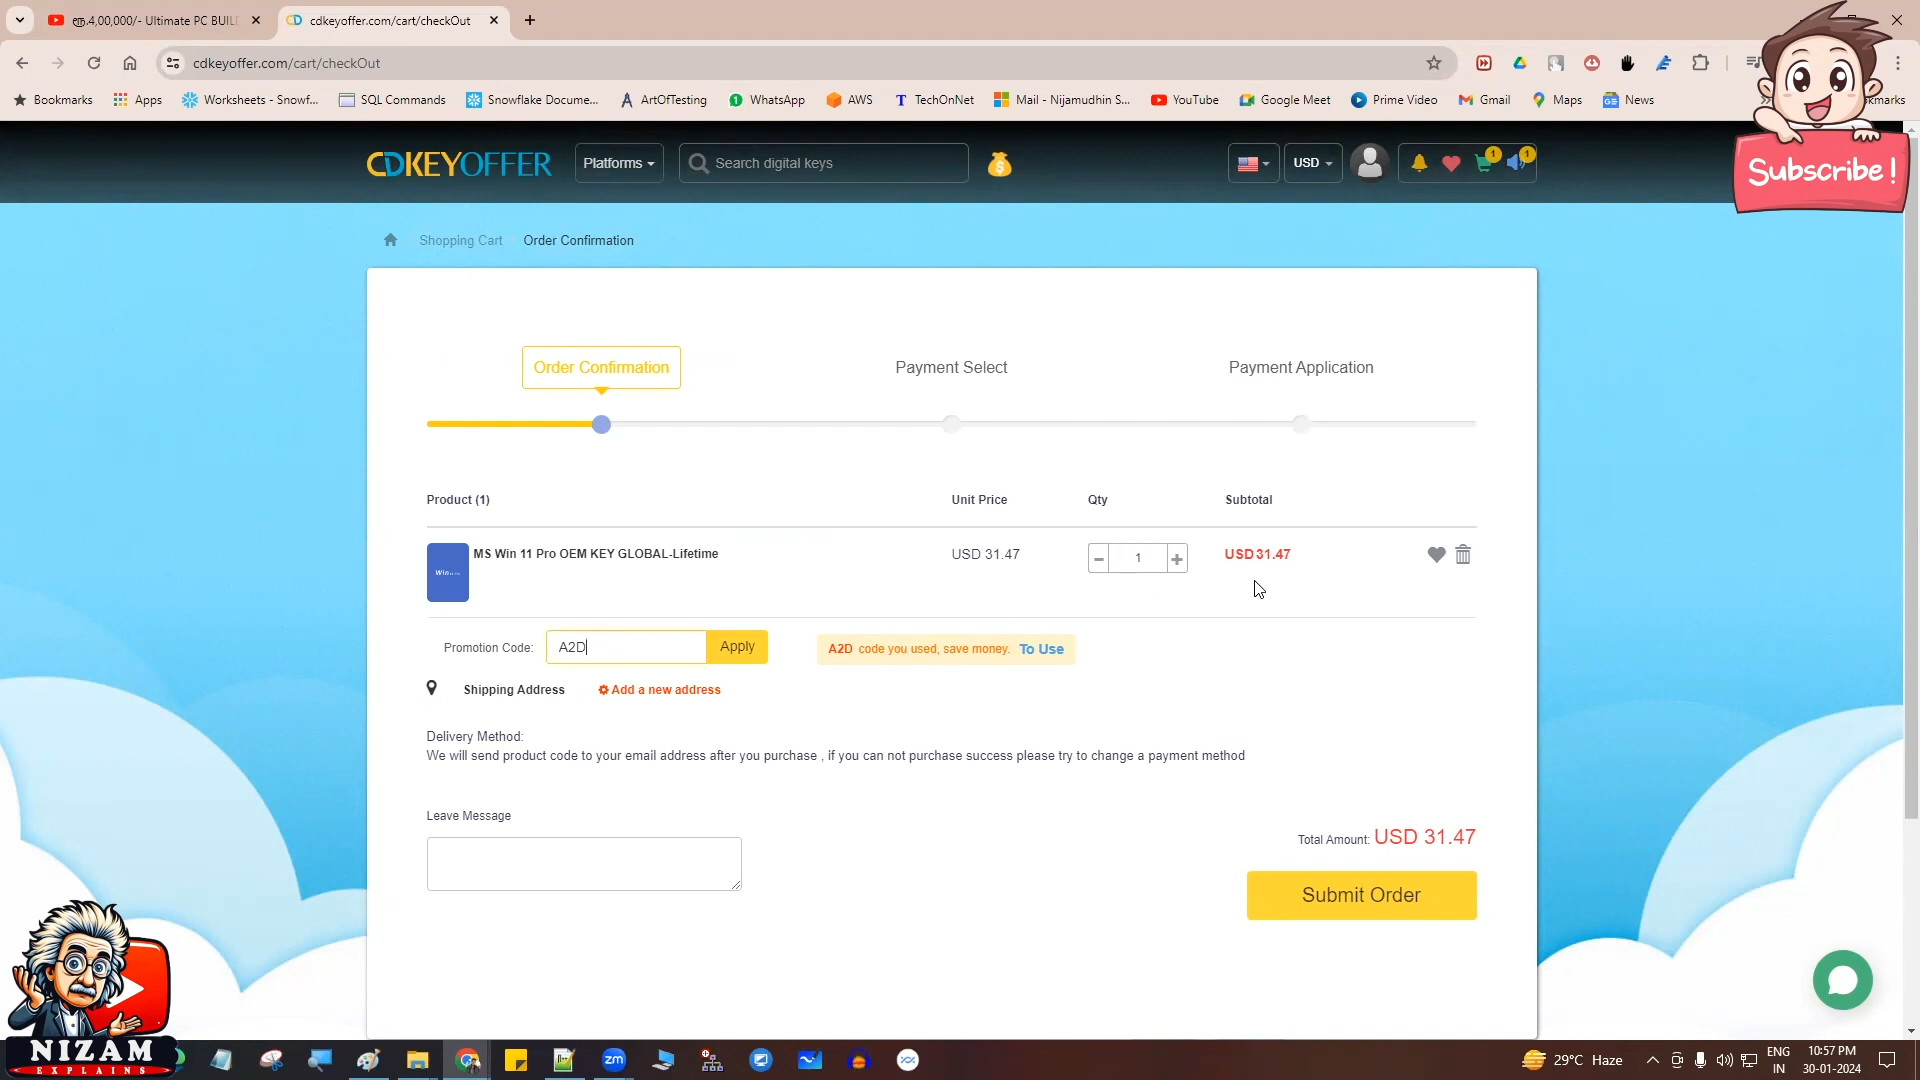 ரூ.4,00,000/- Ultimate PC BUIL
cdkeyoffer.com/cart/checkOut
cdkeyoffer.com/cart/checkOut
Bookmarks
Apps
Worksheets - Snowf...
SQL Commands
Snowflake Docume...
ArtOfTesting
WhatsApp
AWS
TechOnNet
Mail - Nijamudhin S...
YouTube
Google Meet
Prime Video
Gmail
Maps
News
Subscribe !
CDKEYOFFER
Platforms
Search digital keys
USD
1
1
Shopping Cart
Order Confirmation
Order Confirmation
Payment Select
Payment Application
Product (1)
Unit Price
Qty
Subtotal
MS Win 11 Pro OEM KEY GLOBAL-Lifetime
USD 31.47
1
USD31.47
Promotion Code:
A2D
Apply
A2D code you used, save money. To Use
Shipping Address
Add a new address
Delivery Method:
We will send product code to your email address after you purchase , if you can not purchase success please try to change a payment method
Leave Message
Total Amount: USD 31.47
Submit Order
NIZAM
EXPLAINS
zm
29°C Haze
ENG
IN
10:57 PM
30-01-2024